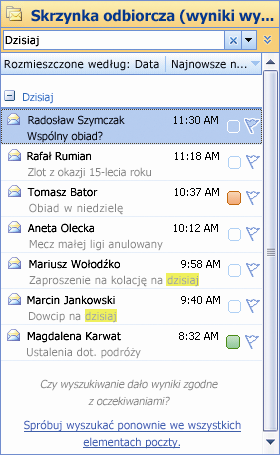 Skrzynka odbiorcza (wyniki wy...
Dzisiaj
Rozmieszczone według: Data Najnowsze n...
Dzisiaj
Radosław Szymczak 11:30 AM
Wspólny obiad?
Rafał Rumian 11:18 AM
Zlot z okazji 15-lecia roku
Tomasz Bator 10:37 AM
Obiad w niedzielę
Aneta Olecka 10:12 AM
Mecz małej ligi anulowany
Mariusz Wołodźko 9:58 AM
Zaproszenie na kolację na dzisiaj
Marcin Jankowski 9:40 AM
Dowcip na dzisiaj
Magdalena Karwat 8:32 AM
Ustalenia dot. podróży
Czy wyszukiwanie dało wyniki zgodne
z oczekiwaniami?
Spróbuj wyszukać ponownie we wszystkich
elementach poczty.